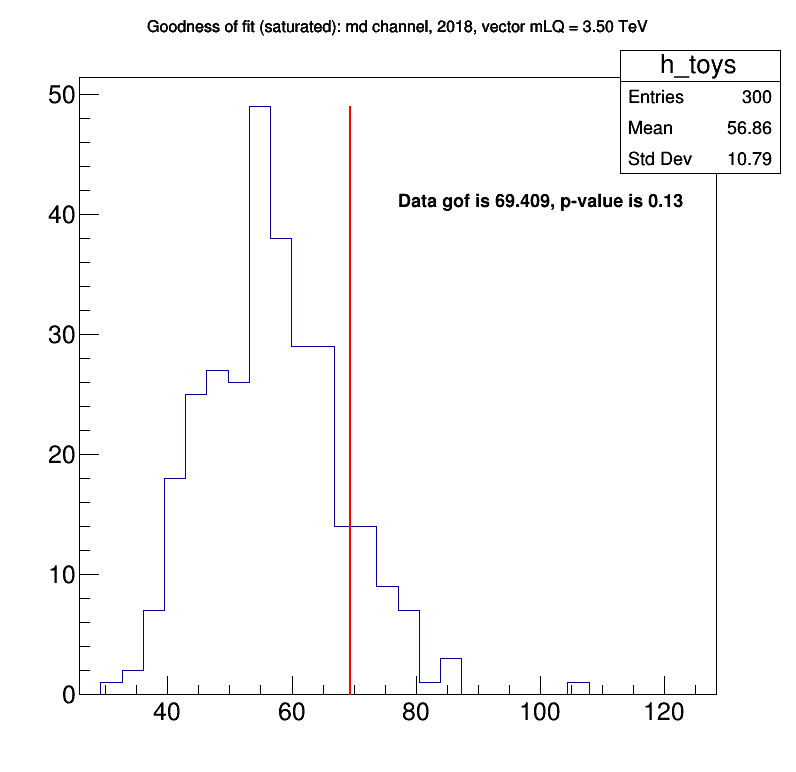 Goodness of fit (saturated): md channel, 2018, vector mLQ = 3.50 TeV
h_toys
Entries 300
Mean 56.86
Std Dev 10.79
Data gof is 69.409, p-value is 0.13
50
40
30
20
10
0
40 60 80 100 120